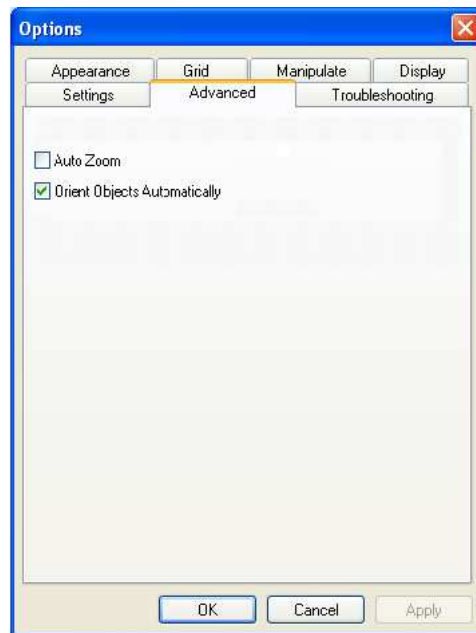 Options
Appearance Grid Manipulate Display
Settings Advanced Troubleshooting
Auto Zoom
Orient Objects Automatically
OK Cancel Apply